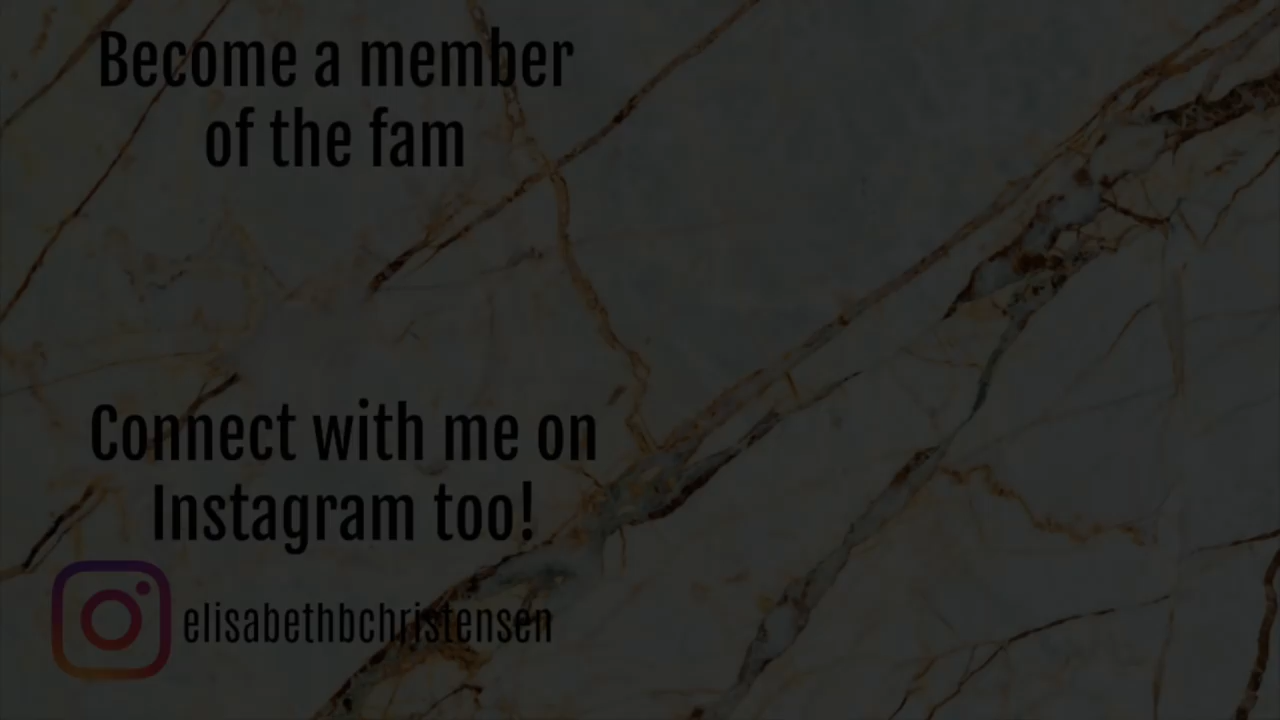 Become a member
of the fam
Connect with me on
Instagram too!
elisabethbchristensen